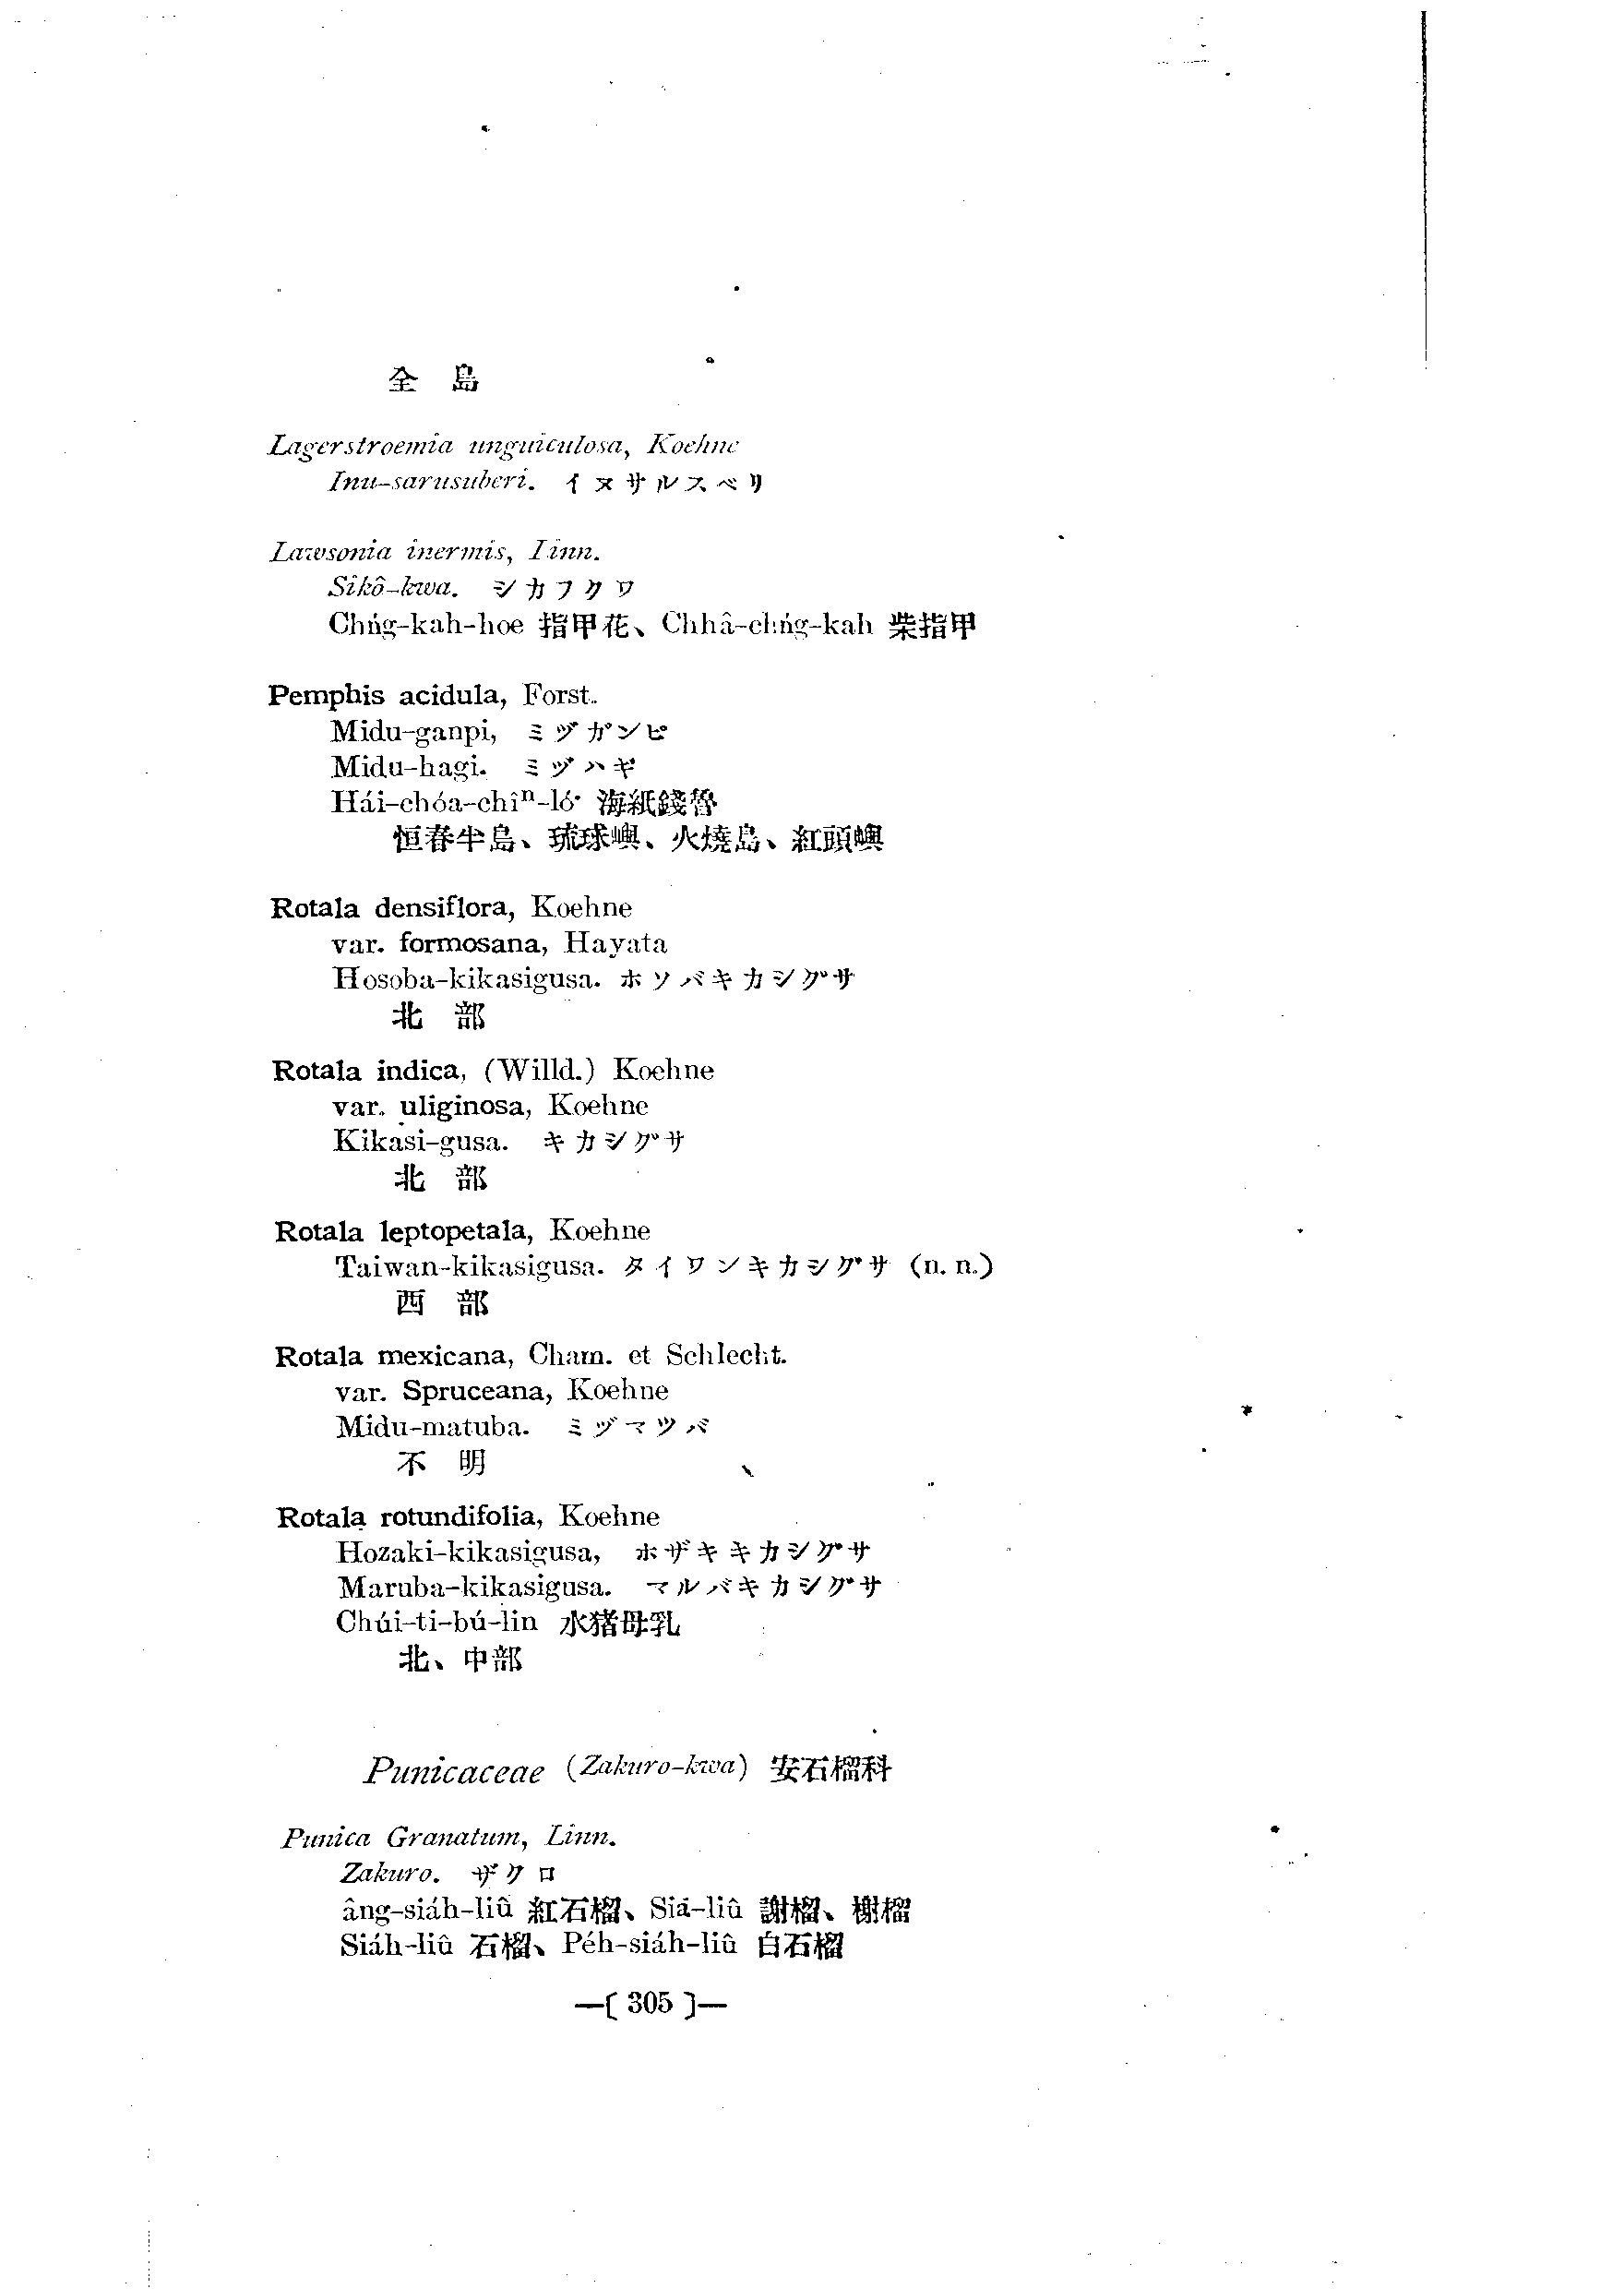 全島
Lagerstroemia unguiculosa, Koehne
Inu-sarusuberi. イヌサルスベリ
Lawsonia inermis, Linn.
Sikô-kwa. シカフクワ
Chńg-kah-hoe 指甲花、Chhâ-chńg-kah 柴指甲
Pemphis acidula, Forst.
Midu-ganpi, ミヅガンピ
Midu-hagi. ミヅハギ
Hái-chóa-chîⁿ-ló· 海紙錢
恒春半島、琉球嶼、火燒島、紅頭嶼
Rotala densiflora, Koehne
var. formosana, Hayata
Hosoba-kikasigusa. ホソバキカシグサ
北部
Rotala indica, (Willd.) Koehne
var. uliginosa, Koehne
Kikasi-gusa. キカシグサ
北部
Rotala leptopetala, Koehne
Taiwan-kikasigusa. タイワンキカシグサ (n. n.)
西部
Rotala mexicana, Cham. et Schlecht.
var. Spruceana, Koehne
Midu-matuba. ミヅマツバ
不明
Rotala rotundifolia, Koehne
Hozaki-kikasigusa, ホザキキカシグサ
Maruba-kikasigusa. マルバキカシグサ
Chúi-ti-bú-lin 水猪母乳
北、中部
Punicaceae (Zakuro-kwa) 安石榴科
Punica Granatum, Linn.
Zakuro. ザクロ
âng-siáh-liû 紅石榴、Siā-liû 謝榴、榭榴
Siáh-liû 石榴、Péh-siáh-liû 白石榴
—[ 305 ]—